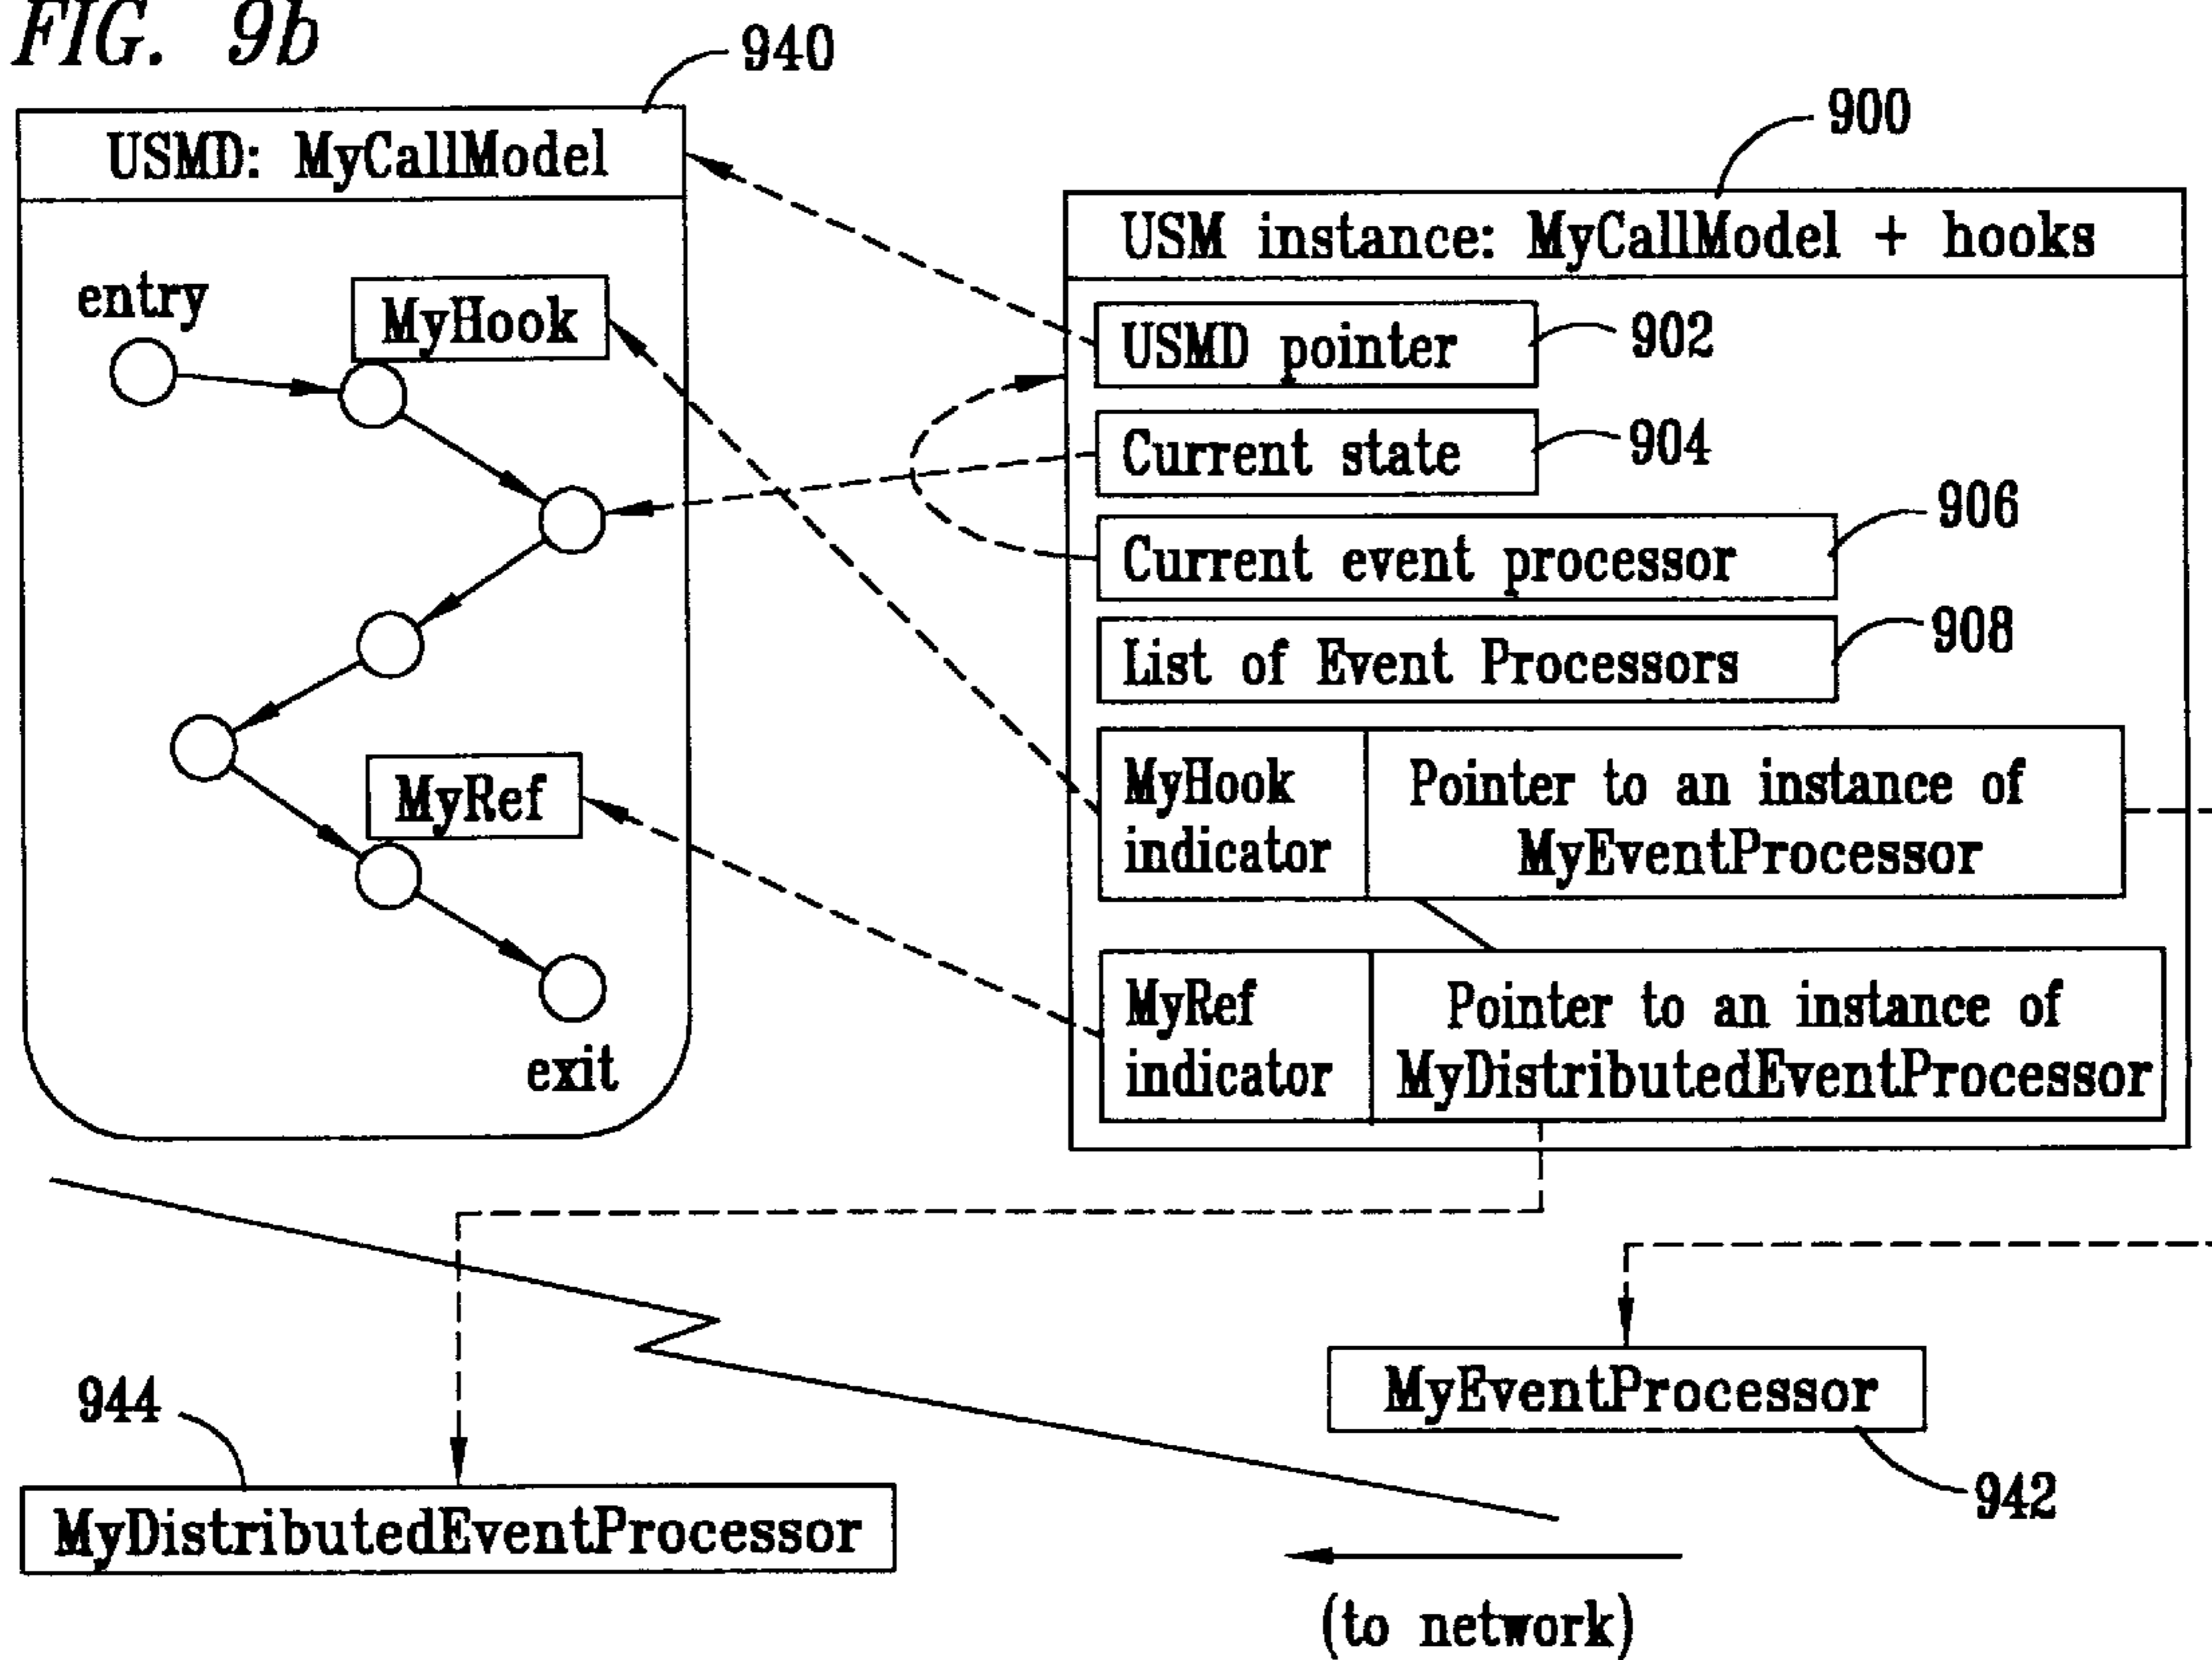 FIG. 9b
940
USMD: MyCallModel
entry
MyHook
MyRef
exit
900
USM instance: MyCallModel + hooks
USMD pointer
902
Current state
904
Current event processor
906
List of Event Processors
908
MyHook
indicator
Pointer to an instance of
MyEventProcessor
MyRef
indicator
Pointer to an instance of
MyDistributedEventProcessor
944
MyDistributedEventProcessor
MyEventProcessor
942
(to network)